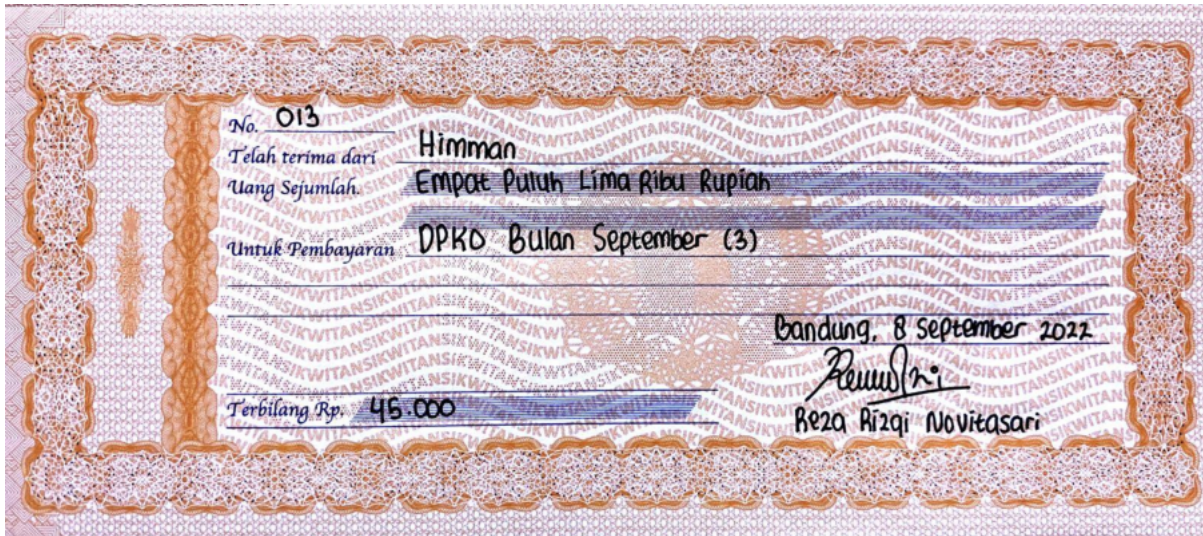 No. 013
Telah terima dari Himman
Uang Sejumlah. Empat Puluh Lima Ribu Rupiah
Untuk Pembayaran DPKO Bulan September (3)
Bandung, 8 September 2022
Terbilang Rp. 45.000
Reza Rizqi Novitasari